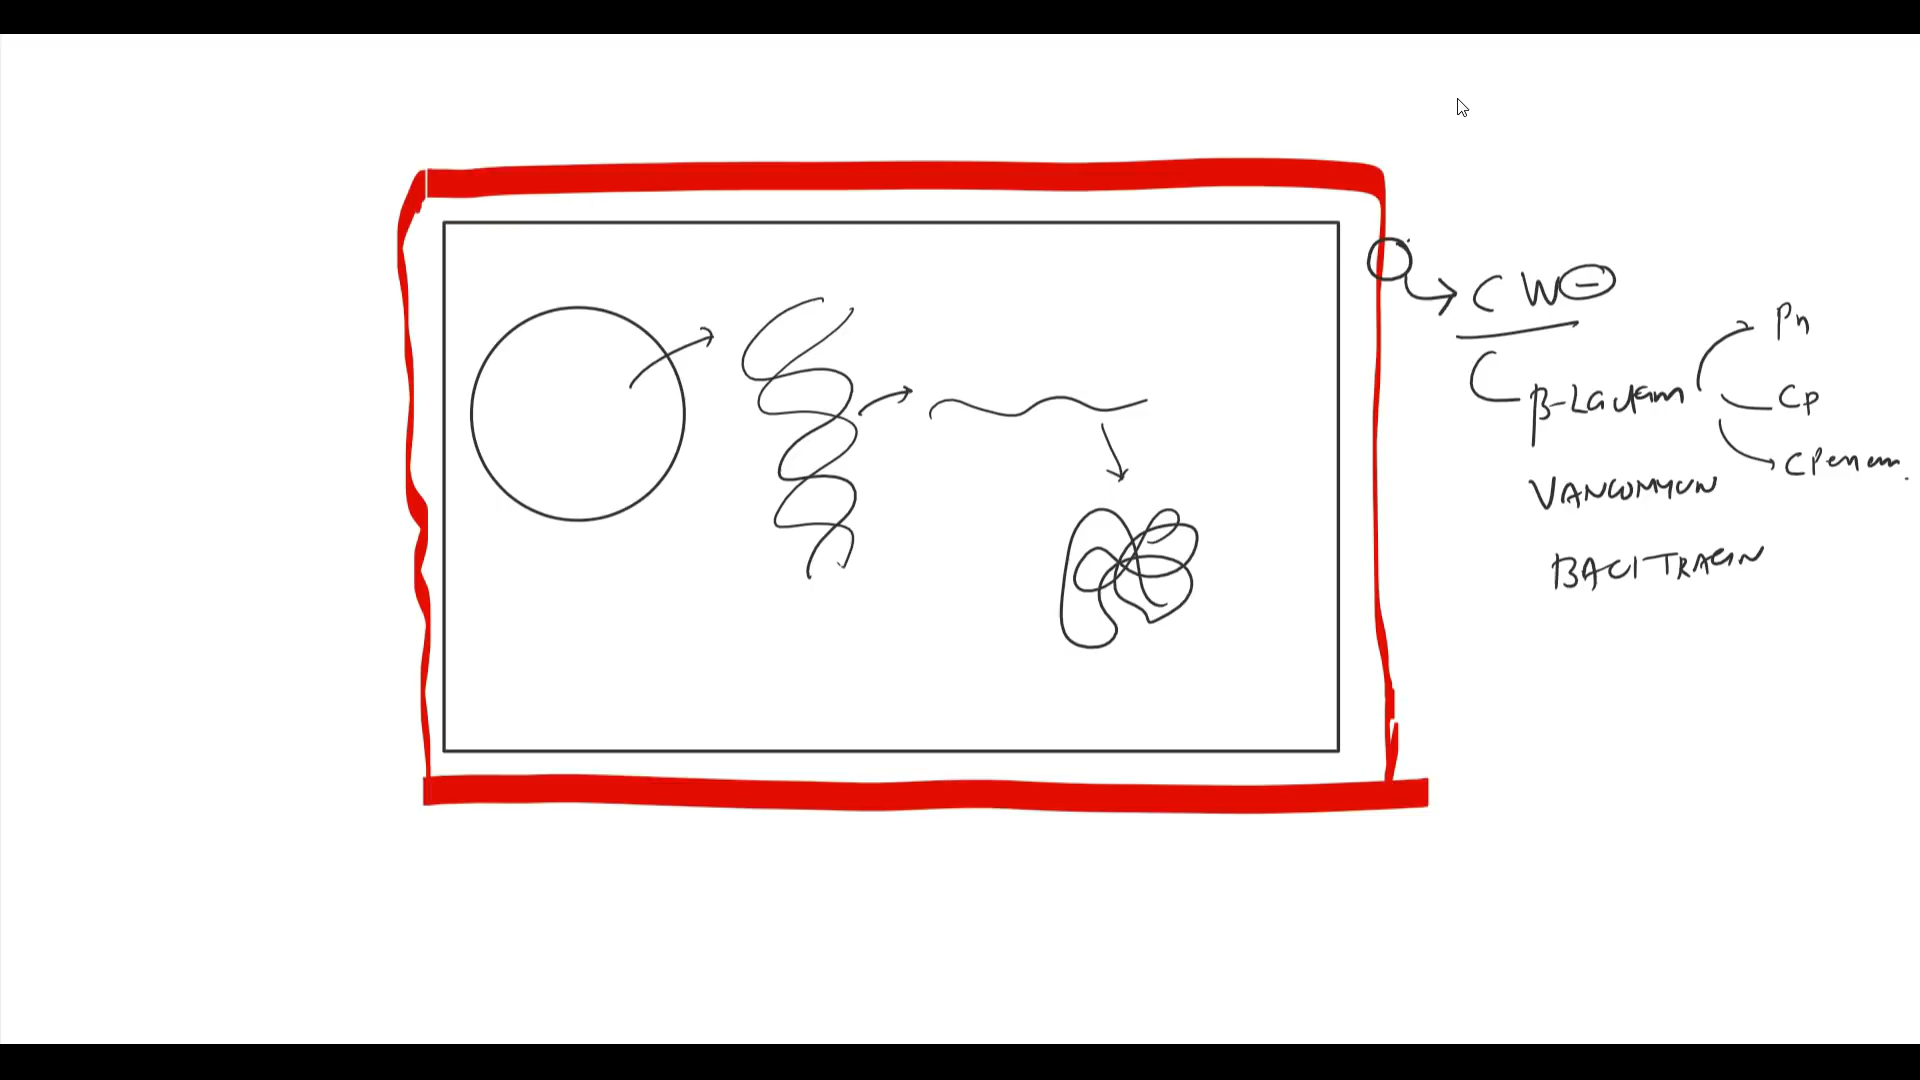 CW⊖
Pn
β-Lactam
Cp
CPenem.
VANCOMYCIN
BACITRACIN